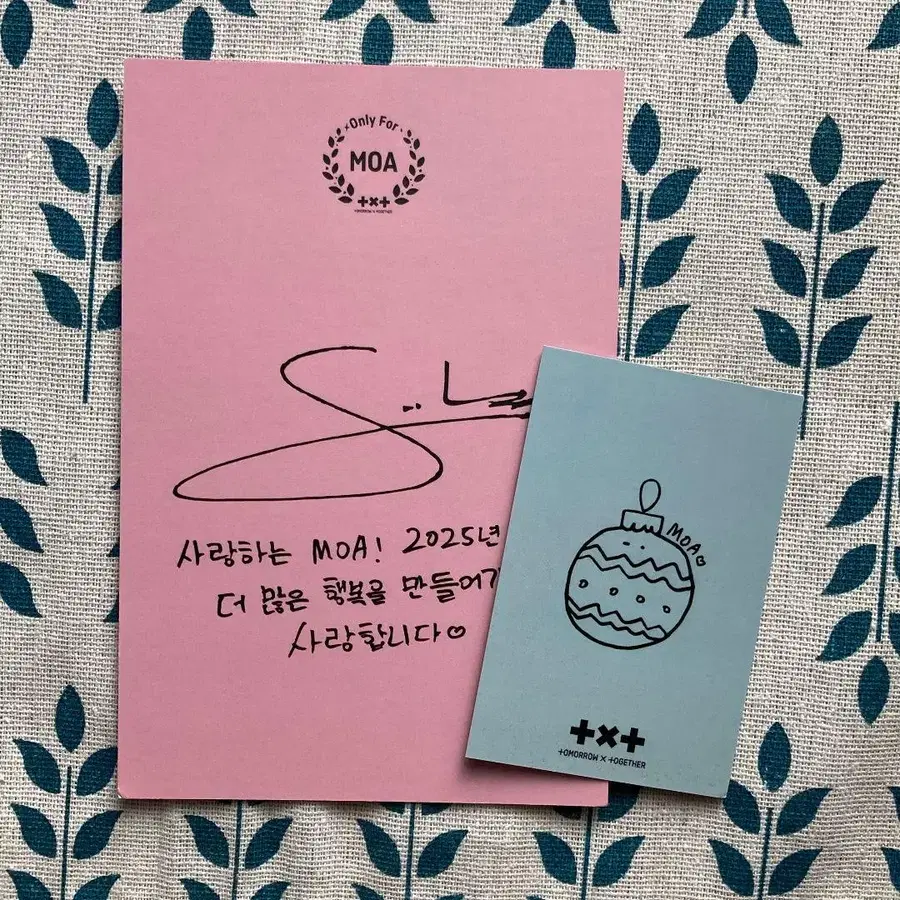 Only For
MOA
TOMORROW X TOGETHER
사랑하는 MOA! 2025년
더 많은 행복을 만들어가
사랑합니다♡
MOA♡
TOMORROW X TOGETHER